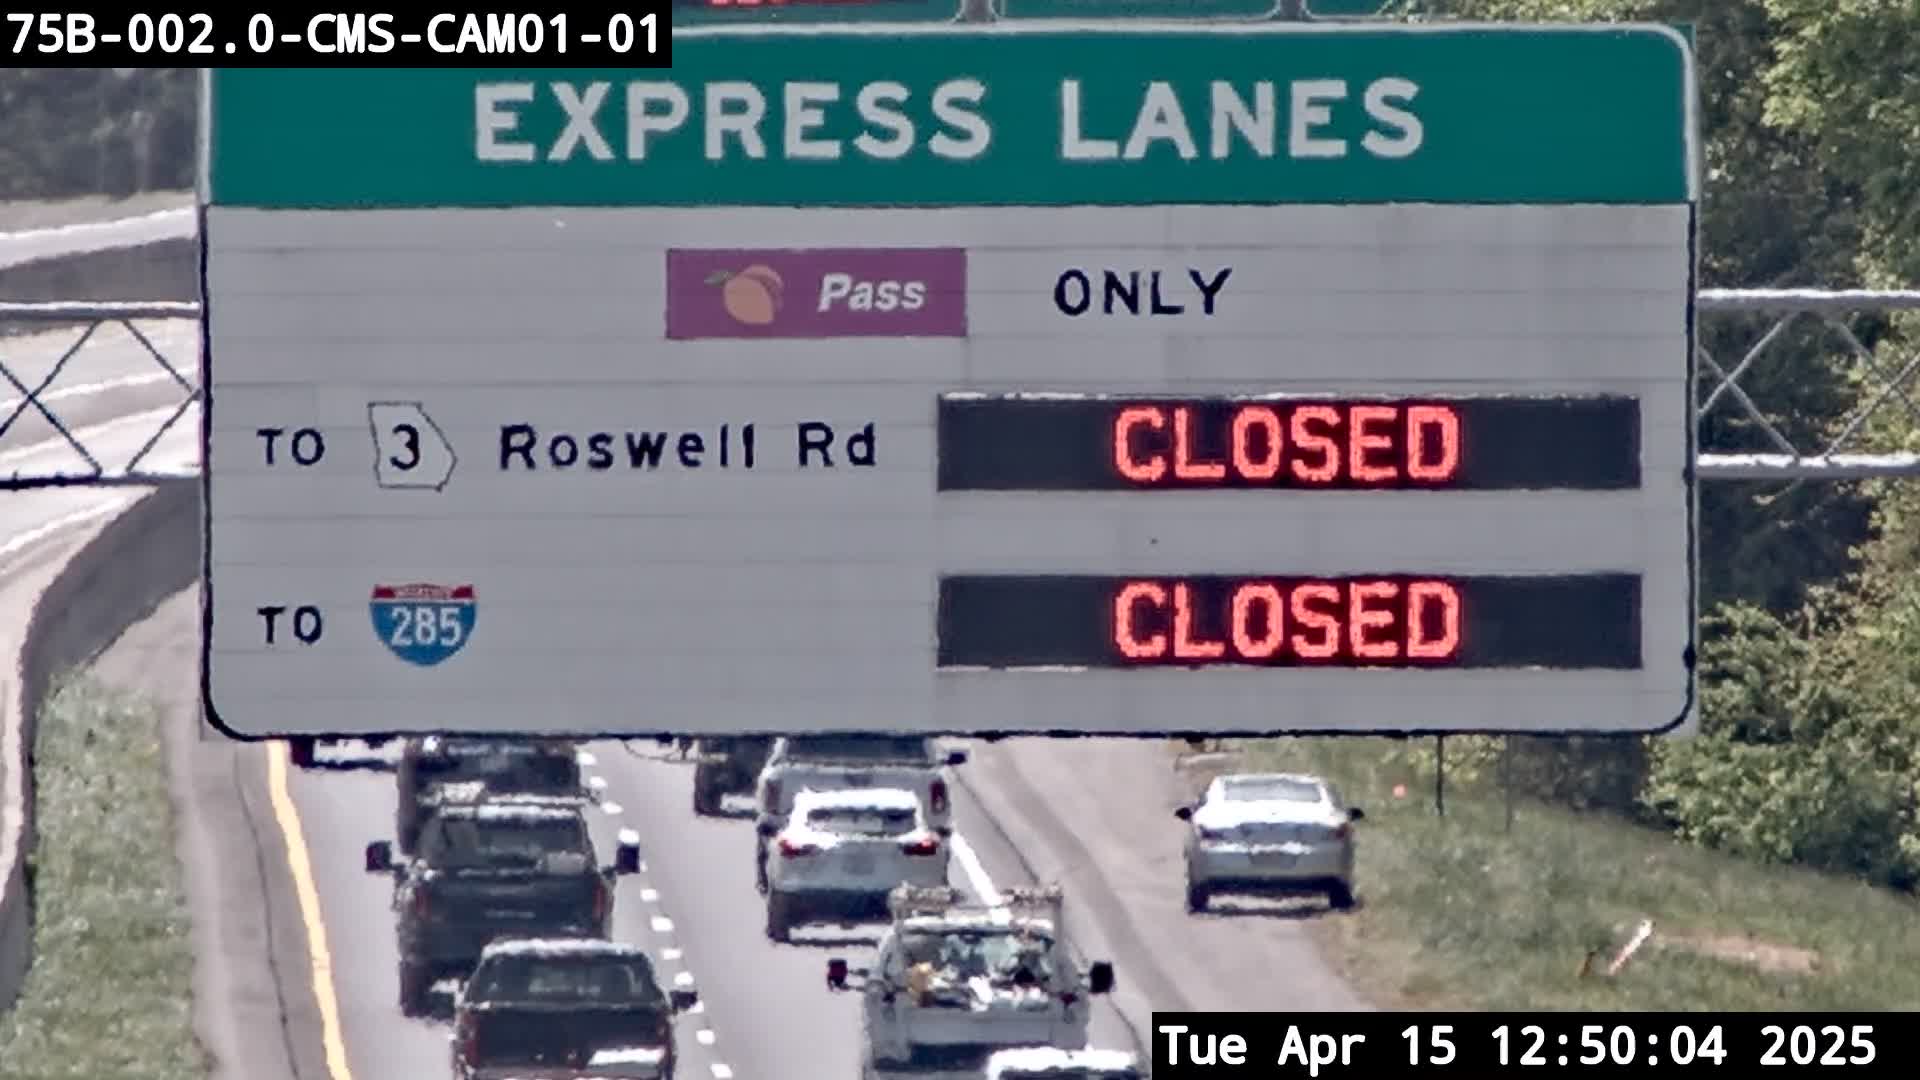 75B-002.0-CMS-CAM01-01
EXPRESS LANES
Pass ONLY
TO 3 Roswell Rd CLOSED
TO 285 CLOSED
Tue Apr 15 12:50:04 2025